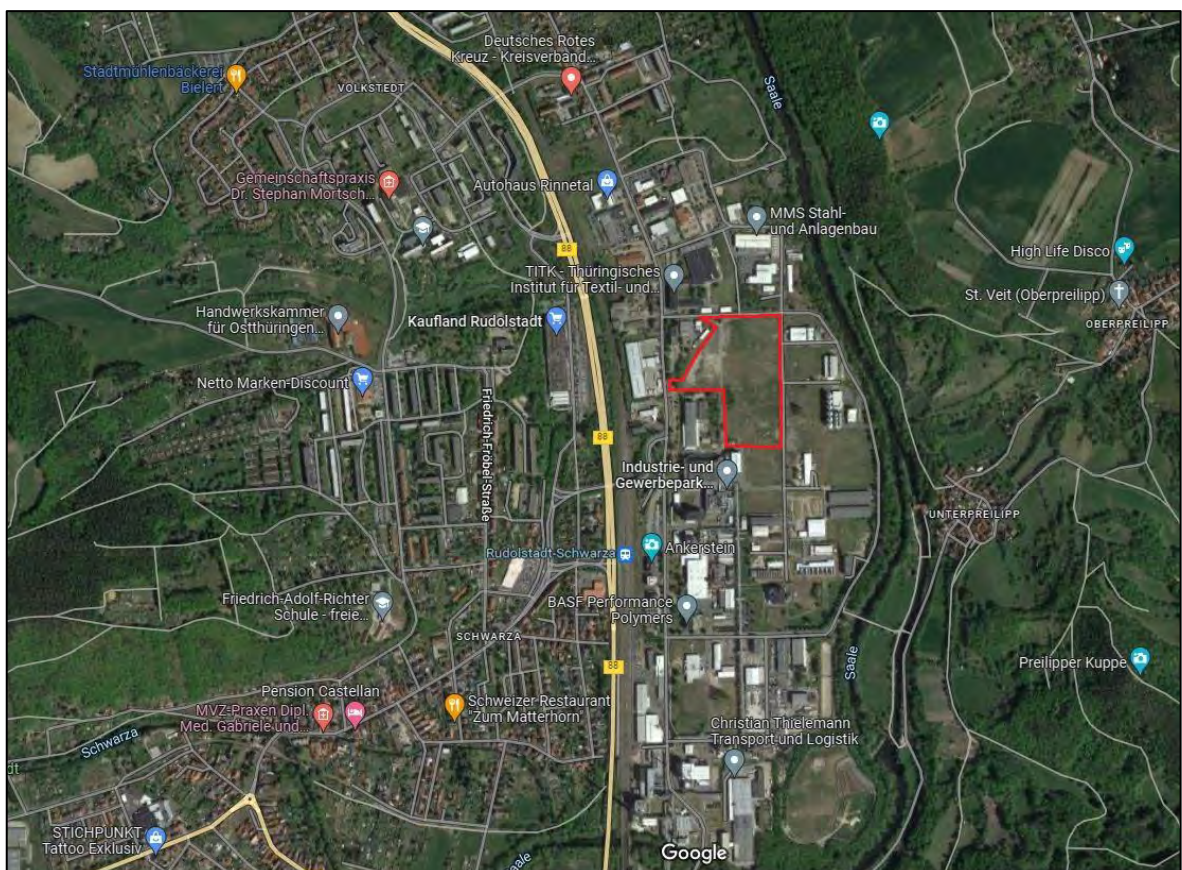 Deutsches Rotes
Kreuz - Kreisverband...
Stadtmühlenbäckerei
Bielert
VOLKSTEDT
Saale
Gemeinschaftspraxis
Dr. Stephan Mörtsch...
Autohaus Rinnetal
MMS Stahl-
und Anlagenbau
88
High Life Disco
TITK - Thüringisches
Institut für Textil- und...
St. Veit (Oberpreilipp)
Handwerkskammer
für Ostthüringen...
Kaufland Rudolstadt
OBERPREILIPP
Netto Marken-Discount
Friedrich-Fröbel-Straße
88
Industrie- und
Gewerbepark...
UNTERPREILIPP
Rudolstadt-Schwarza
Ankerstein
Friedrich-Adolf-Richter
Schule - freie...
BASF Performance
Polymers
SCHWARZA
Saale
88
Preilipper Kuppe
Pension Castellan
MVZ-Praxen Dipl.
Med. Gabriele und...
Schweizer Restaurant
"Zum Matterhorn"
Christian Thielemann
Transport und Logistik
Schwarza
dt
STICHPUNKT
Tattoo Exklusiv
aale
Google